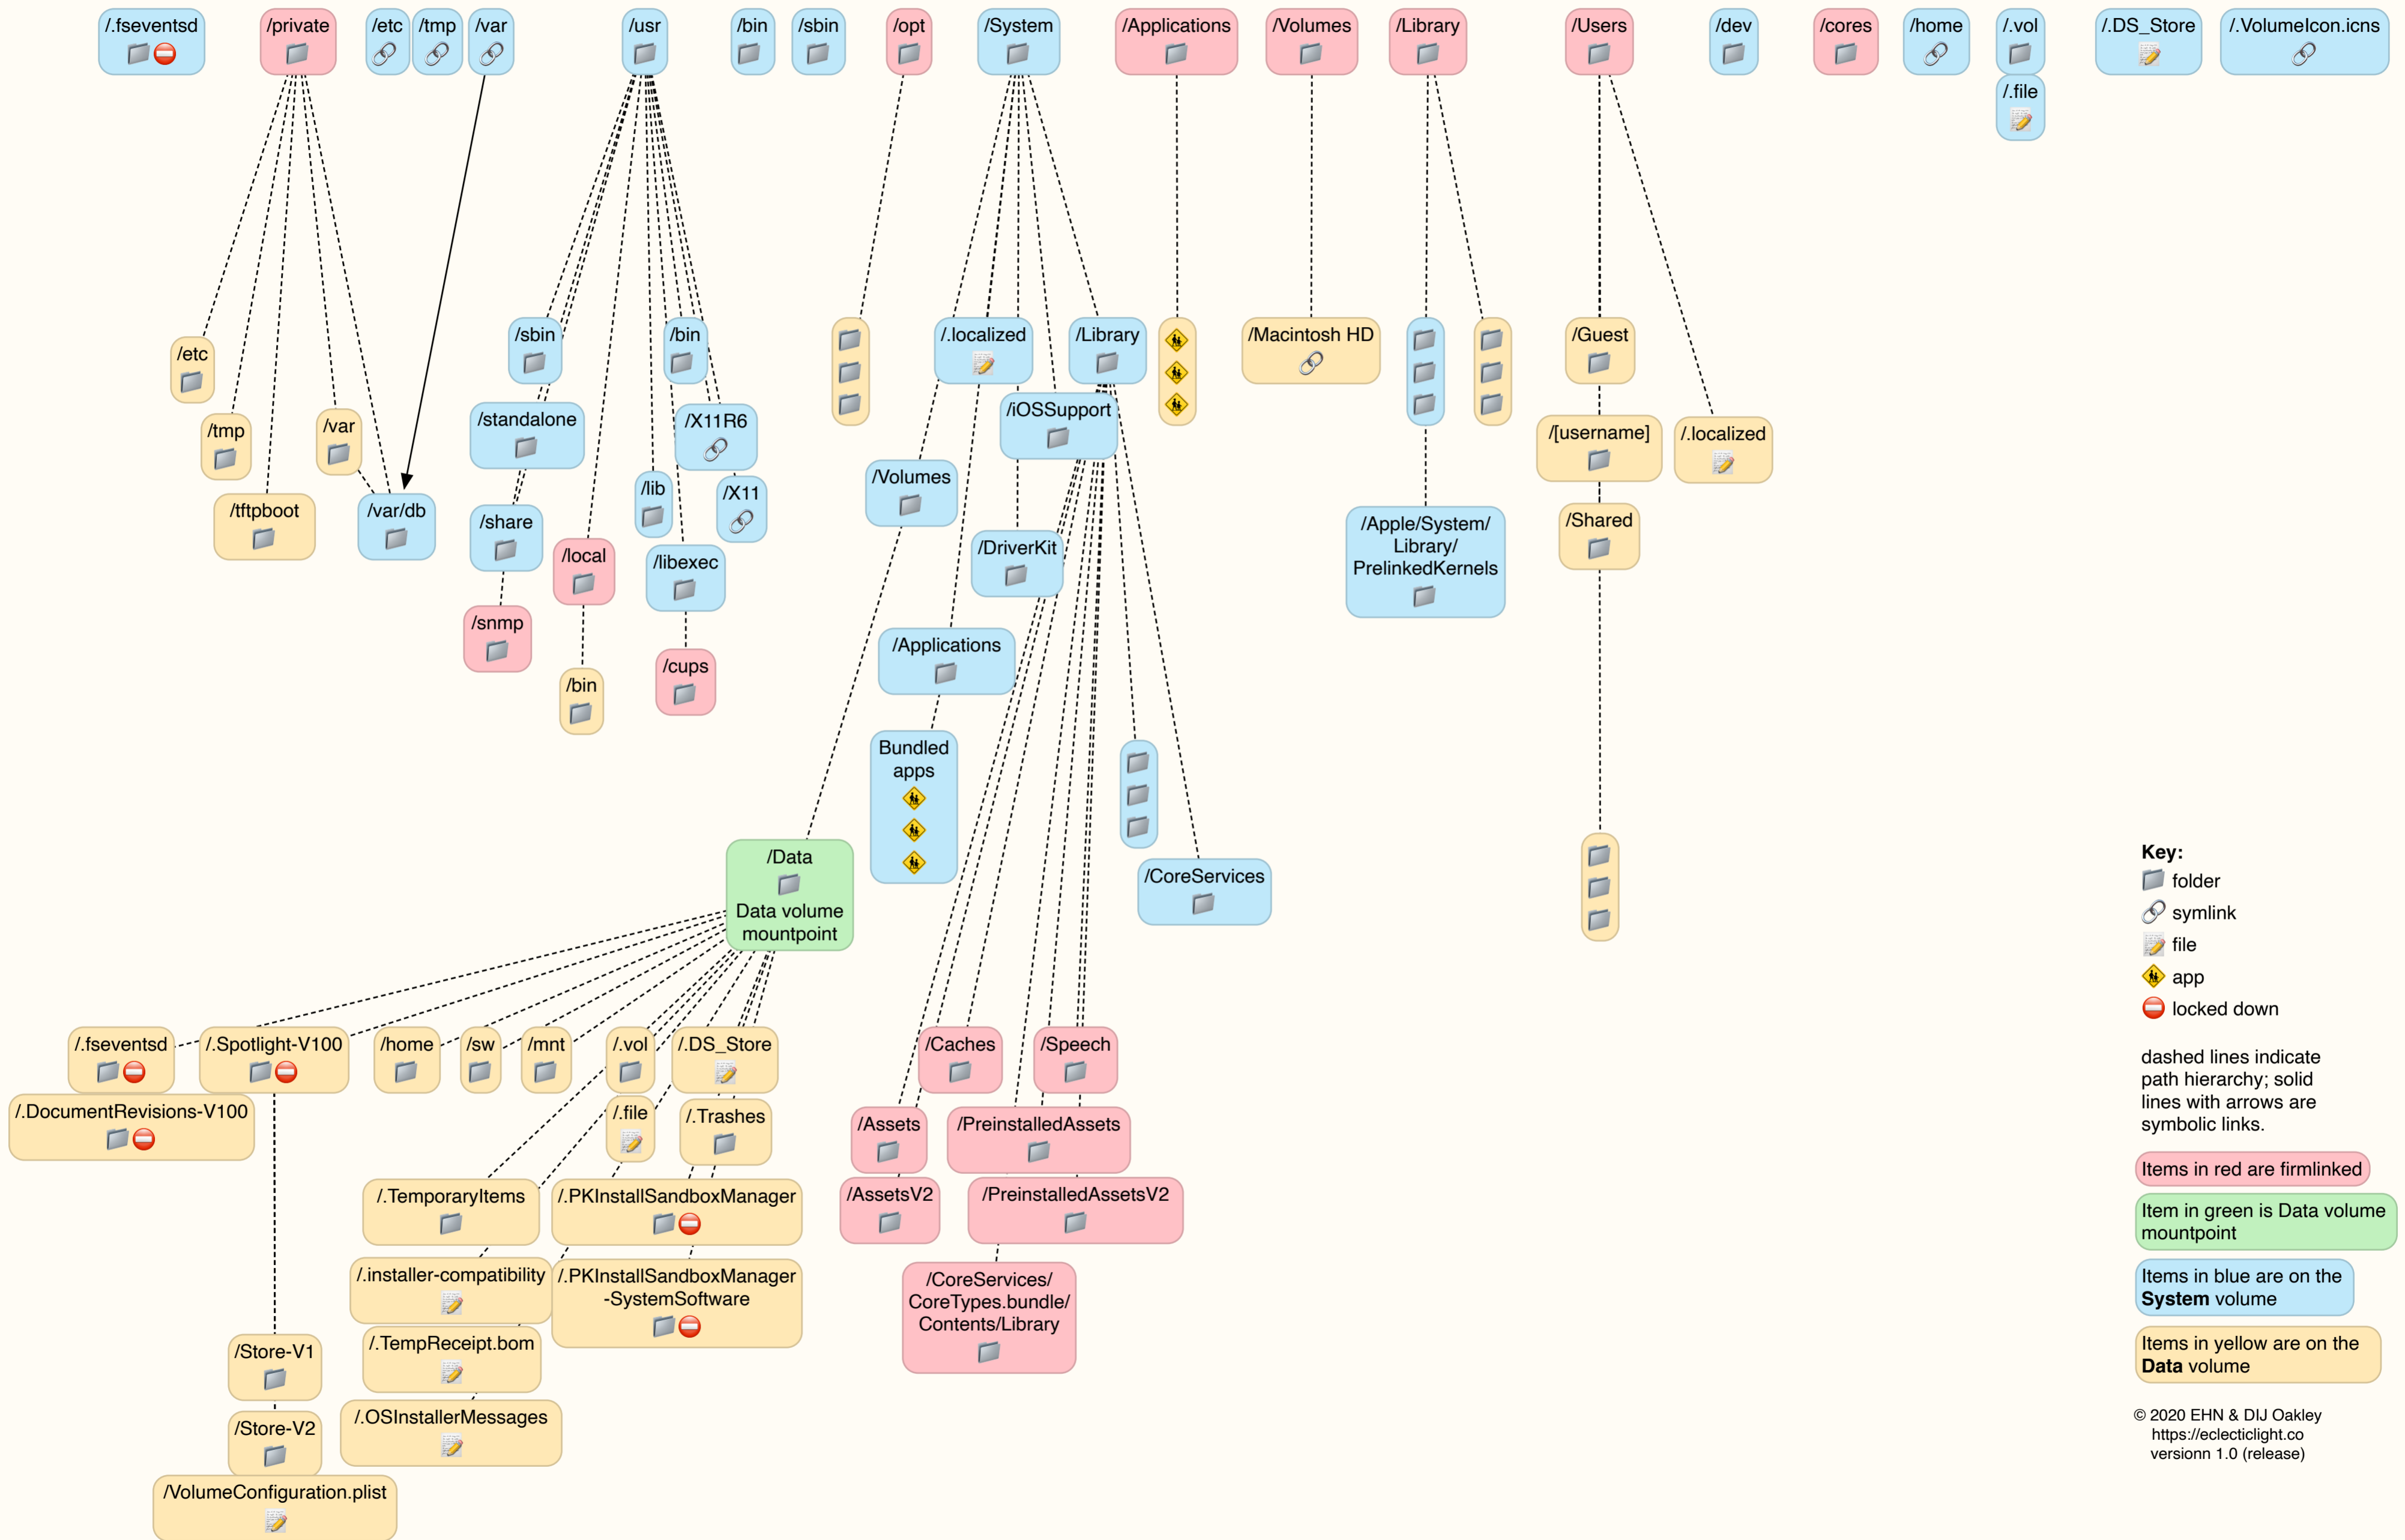 /.fseventsd
/private
/etc
/tmp
/var
/usr
/bin
/sbin
/opt
/System
/Applications
/Volumes
/Library
/Users
/dev
/cores
/home
/.vol
/.DS_Store
/.VolumeIcon.icns
/.file
/etc
/tmp
/var
/tftpboot
/var/db
/sbin
/bin
/standalone
/X11R6
/share
/lib
/X11
/local
/libexec
/snmp
/bin
/cups
/.localized
/Library
/iOSSupport
/Volumes
/DriverKit
/Applications
Bundled
apps
/Macintosh HD
/Apple/System/
Library/
PrelinkedKernels
/Guest
/[username]
/.localized
/Shared
/Data
Data volume
mountpoint
/CoreServices
/.fseventsd
/.Spotlight-V100
/home
/sw
/mnt
/.vol
/.DS_Store
/.DocumentRevisions-V100
/.file
/.Trashes
/.TemporaryItems
/.PKInstallSandboxManager
/.installer-compatibility
/.PKInstallSandboxManager
-SystemSoftware
/.TempReceipt.bom
/.OSInstallerMessages
/Store-V1
/Store-V2
/VolumeConfiguration.plist
/Caches
/Speech
/Assets
/PreinstalledAssets
/AssetsV2
/PreinstalledAssetsV2
/CoreServices/
CoreTypes.bundle/
Contents/Library
Key:
folder
symlink
file
app
locked down
dashed lines indicate
path hierarchy; solid
lines with arrows are
symbolic links.
Items in red are firmlinked
Item in green is Data volume
mountpoint
Items in blue are on the
System volume
Items in yellow are on the
Data volume
© 2020 EHN & DIJ Oakley
https://eclecticlight.co
versionn 1.0 (release)